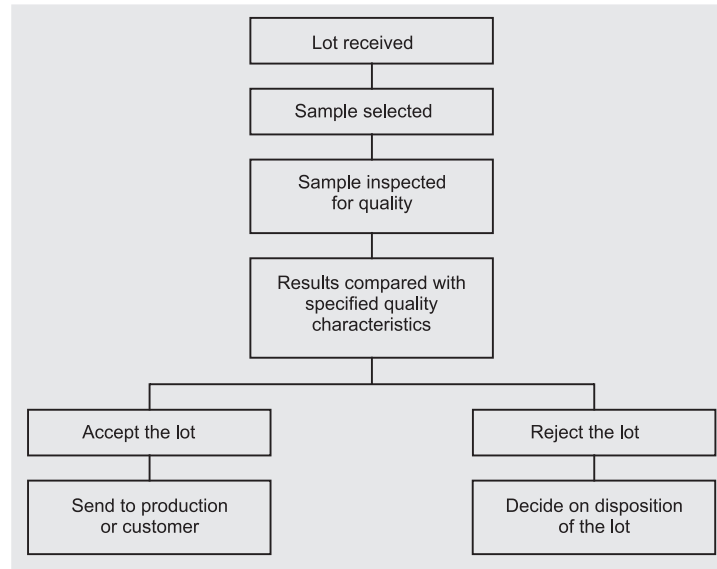 Lot received
Sample selected
Sample inspected
for quality
Results compared with
specified quality
characteristics
Accept the lot
Reject the lot
Send to production
or customer
Decide on disposition
of the lot